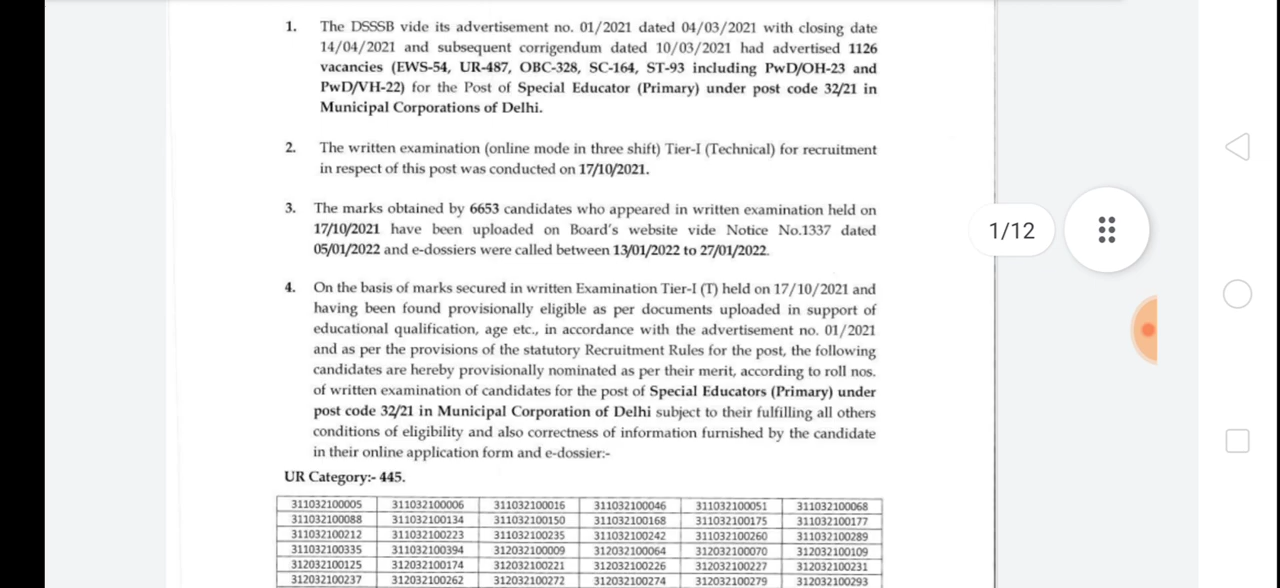 1. The DSSSB vide its advertisement no. 01/2021 dated 04/03/2021 with closing date
14/04/2021 and subsequent corrigendum dated 10/03/2021 had advertised 1126
vacancies (EWS-54, UR-487, OBC-328, SC-164, ST-93 including PwD/OH-23 and
PwD/VH-22) for the Post of Special Educator (Primary) under post code 32/21 in
Municipal Corporations of Delhi.
2. The written examination (online mode in three shift) Tier-I (Technical) for recruitment
in respect of this post was conducted on 17/10/2021.
3. The marks obtained by 6653 candidates who appeared in written examination held on
17/10/2021 have been uploaded on Board's website vide Notice No.1337 dated
05/01/2022 and e-dossiers were called between 13/01/2022 to 27/01/2022.
1/12
4. On the basis of marks secured in written Examination Tier-I (T) held on 17/10/2021 and
having been found provisionally eligible as per documents uploaded in support of
educational qualification, age etc., in accordance with the advertisement no. 01/2021
and as per the provisions of the statutory Recruitment Rules for the post, the following
candidates are hereby provisionally nominated as per their merit, according to roll nos.
of written examination of candidates for the post of Special Educators (Primary) under
post code 32/21 in Municipal Corporation of Delhi subject to their fulfilling all others
conditions of eligibility and also correctness of information furnished by the candidate
in their online application form and e-dossier:-
UR Category:- 445.
311032100005 311032100006 311032100016 311032100046 311032100051 311032100068
311032100088 311032100134 311032100150 311032100168 311032100175 311032100177
311032100212 311032100223 311032100235 311032100242 311032100260 311032100289
311032100335 311032100394 312032100009 312032100064 312032100070 312032100109
312032100125 312032100174 312032100221 312032100226 312032100227 312032100231
312032100237 312032100262 312032100272 312032100274 312032100279 312032100293